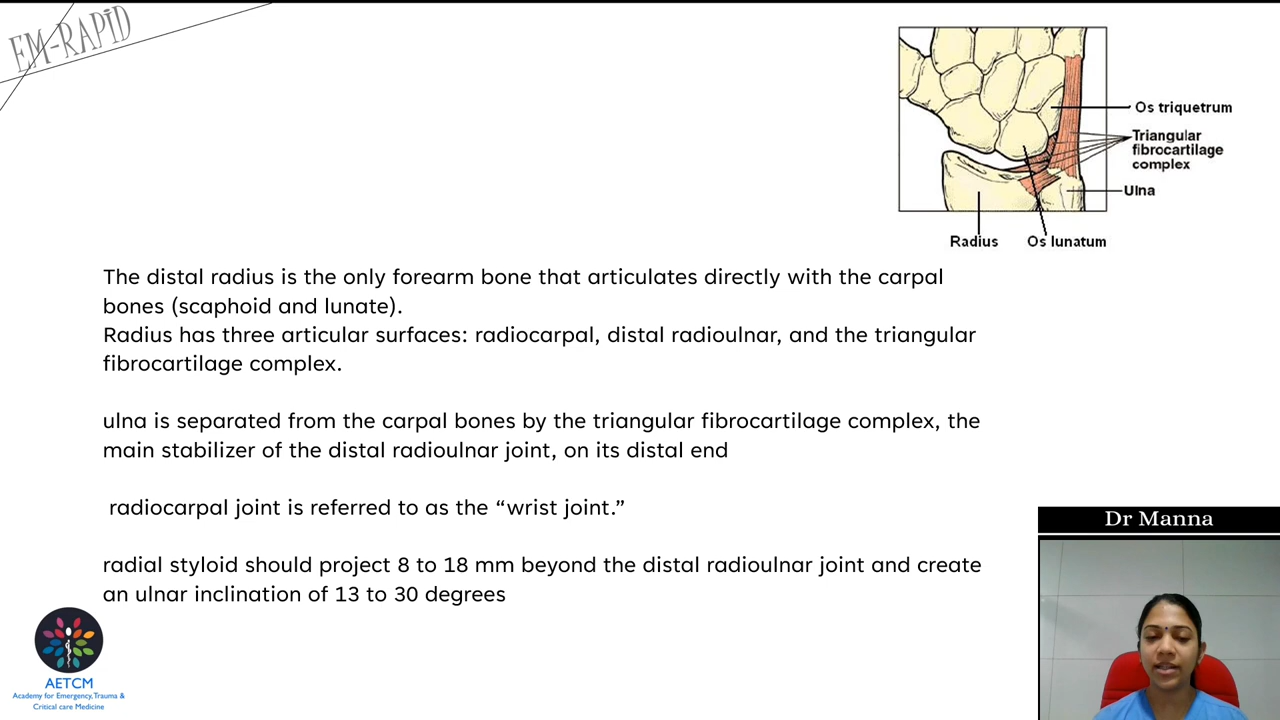 EM-RAPID
Os triquetrum
Triangular
fibrocartilage
complex
Ulna
Radius
Os lunatum
The distal radius is the only forearm bone that articulates directly with the carpal
bones (scaphoid and lunate).
Radius has three articular surfaces: radiocarpal, distal radioulnar, and the triangular
fibrocartilage complex.
ulna is separated from the carpal bones by the triangular fibrocartilage complex, the
main stabilizer of the distal radioulnar joint, on its distal end
radiocarpal joint is referred to as the “wrist joint.”
radial styloid should project 8 to 18 mm beyond the distal radioulnar joint and create
an ulnar inclination of 13 to 30 degrees
Dr Manna
AETCM
Academy for Emergency, Trauma &
Critical care Medicine